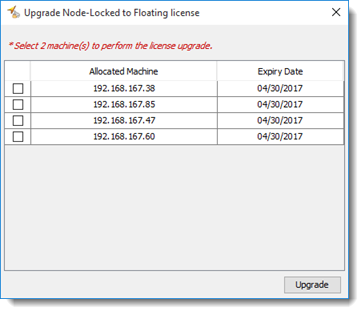 Upgrade Node-Locked to Floating license
* Select 2 machine(s) to perform the license upgrade.
Allocated Machine Expiry Date
192.168.167.38 04/30/2017
192.168.167.85 04/30/2017
192.168.167.47 04/30/2017
192.168.167.60 04/30/2017
Upgrade